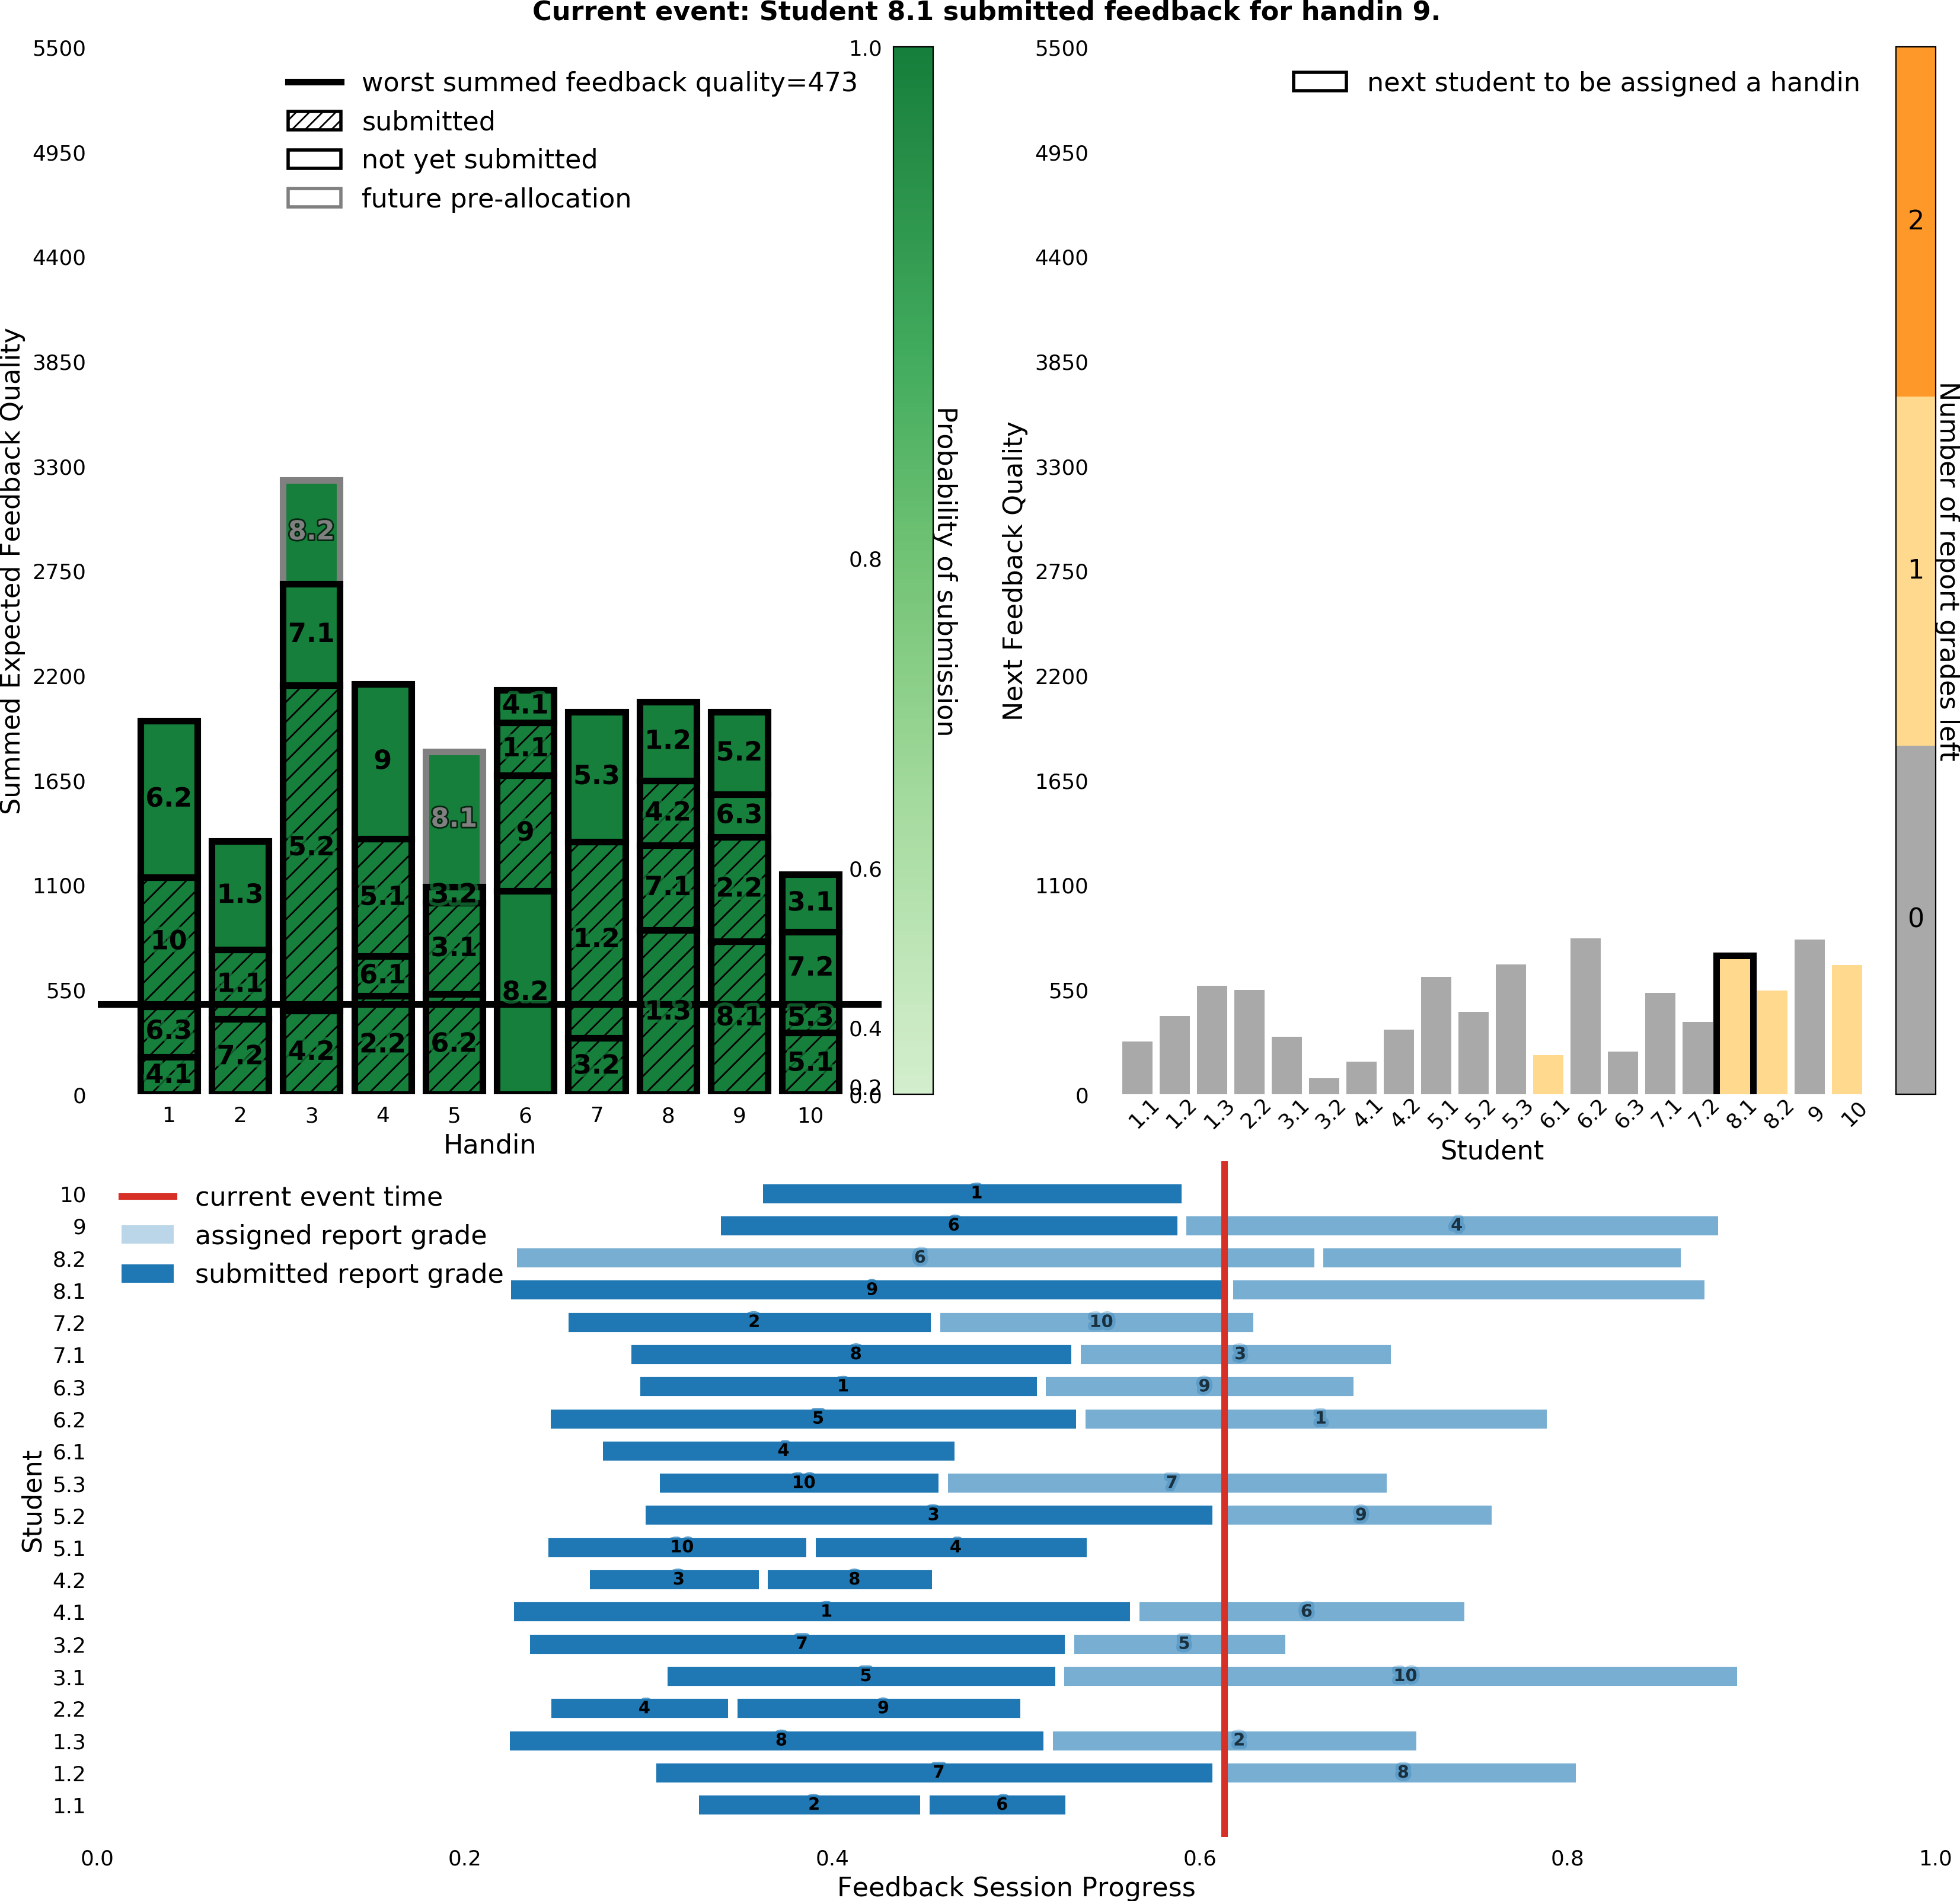 Current event: Student 8.1 submitted feedback for handin 9.
5500
4950
4400
3850
3300
2750
2200
1650
1100
550
0
Summed Expected Feedback Quality
worst summed feedback quality=473
submitted
not yet submitted
future pre-allocation
6.2
10
6.3
4.1
1.3
1.1
7.2
8.2
7.1
5.2
4.2
9
5.1
6.1
2.2
8.1
3.2
3.1
6.2
4.1
1.1
9
8.2
5.3
1.2
3.2
1.2
4.2
7.1
1.3
5.2
6.3
2.2
8.1
3.1
7.2
5.3
5.1
1 2 3 4 5 6 7 8 9 10
Handin
1.0
0.8
0.6
0.4
0.2
0.0
Probability of submission
5500
4950
4400
3850
3300
2750
2200
1650
1100
550
0
Next Feedback Quality
next student to be assigned a handin
1.1 1.2 1.3 2.2 3.1 3.2 4.1 4.2 5.1 5.2 5.3 6.1 6.2 6.3 7.1 7.2 8.1 8.2 9 10
Student
2
1
0
Number of report grades left
current event time
assigned report grade
submitted report grade
Student
10 1
9 6 4
8.2 6
8.1 9
7.2 2 10
7.1 8 3
6.3 1 9
6.2 5 1
6.1 4
5.3 10 7
5.2 3 9
5.1 10 4
4.2 3 8
4.1 1 6
3.2 7 5
3.1 5 10
2.2 4 9
1.3 8 2
1.2 7 8
1.1 2 6
0.0 0.2 0.4 0.6 0.8 1.0
Feedback Session Progress